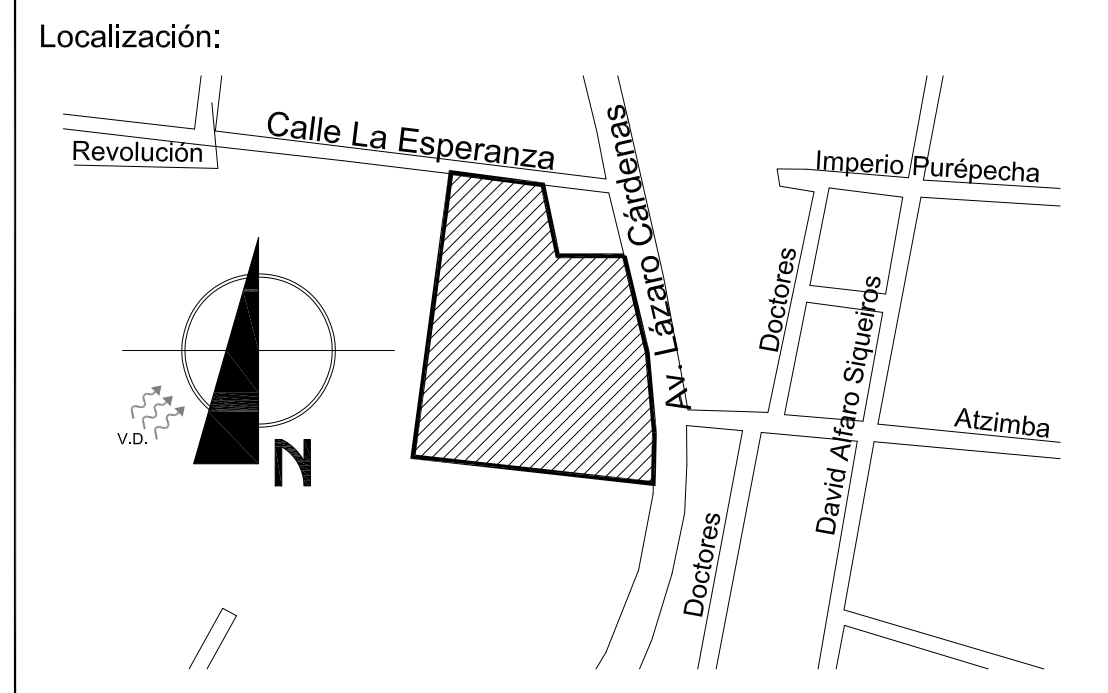 Localización:
Calle La Esperanza
Revolución
Av. Lázaro Cárdenas
Imperio Purépecha
Doctores
David Alfaro Siqueiros
Atzimba
V.D.
N
Doctores